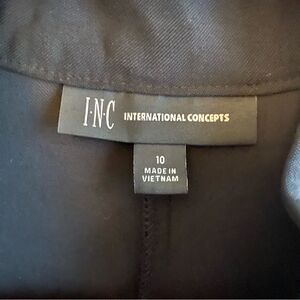 I·N·C INTERNATIONAL CONCEPTS
10
MADE IN
VIETNAM